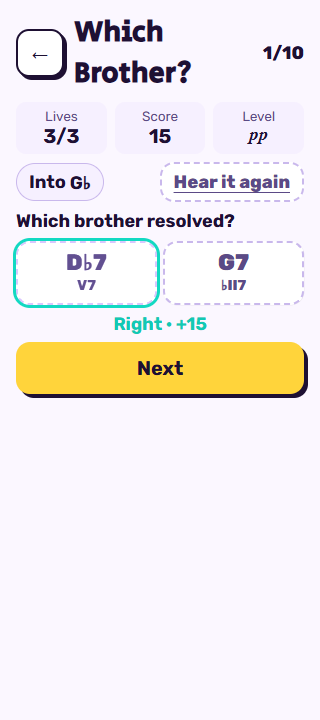 ←
Which
Brother?
1/10
Lives
3/3
Score
15
Level
pp
Into G♭
Hear it again
Which brother resolved?
D♭7
V7
G7
♭II7
Right • +15
Next